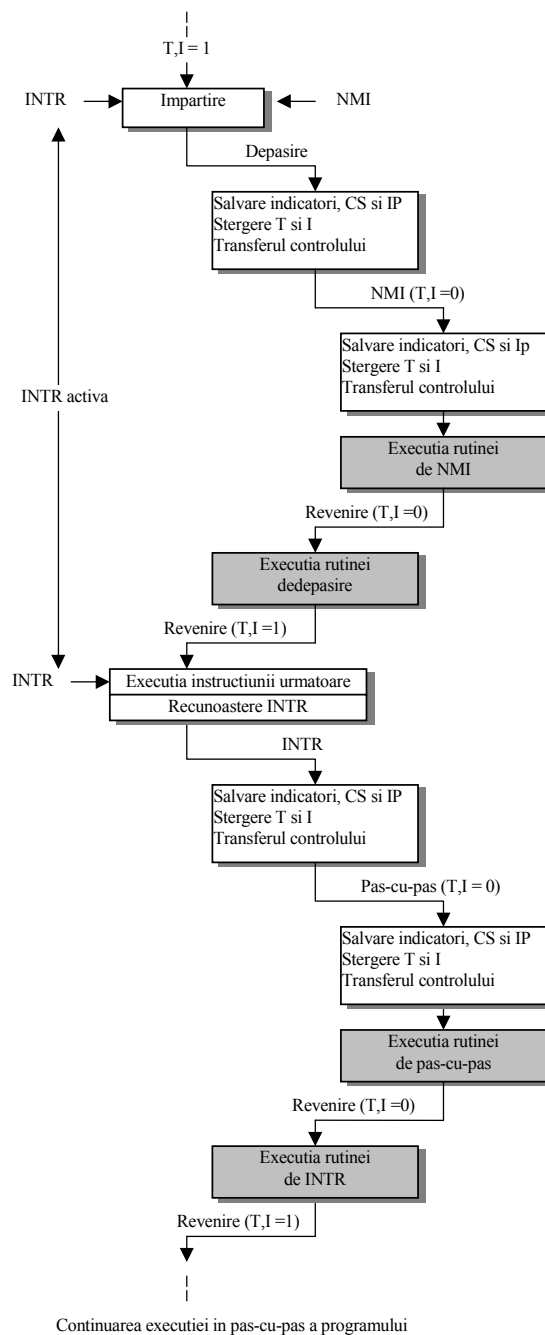 T,I = 1
INTR
Impartire
NMI
Depasire
Salvare indicatori, CS si IP
Stergere T si I
Transferul controlului
NMI (T,I =0)
Salvare indicatori, CS si Ip
Stergere T si I
Transferul controlului
INTR activa
Executia rutinei
de NMI
Revenire (T,I =0)
Executia rutinei
dedepasire
Revenire (T,I =1)
INTR
Executia instructiunii urmatoare
Recunoastere INTR
INTR
Salvare indicatori, CS si IP
Stergere T si I
Transferul controlului
Pas-cu-pas (T,I = 0)
Salvare indicatori, CS si IP
Stergere T si I
Transferul controlului
Executia rutinei
de pas-cu-pas
Revenire (T,I =0)
Executia rutinei
de INTR
Revenire (T,I =1)
Continuarea executiei in pas-cu-pas a programului